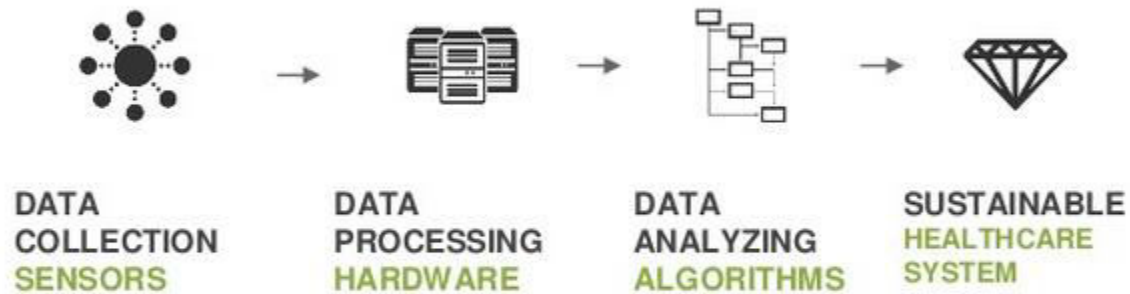 DATA
COLLECTION
SENSORS
DATA
PROCESSING
HARDWARE
DATA
ANALYZING
ALGORITHMS
SUSTAINABLE
HEALTHCARE
SYSTEM